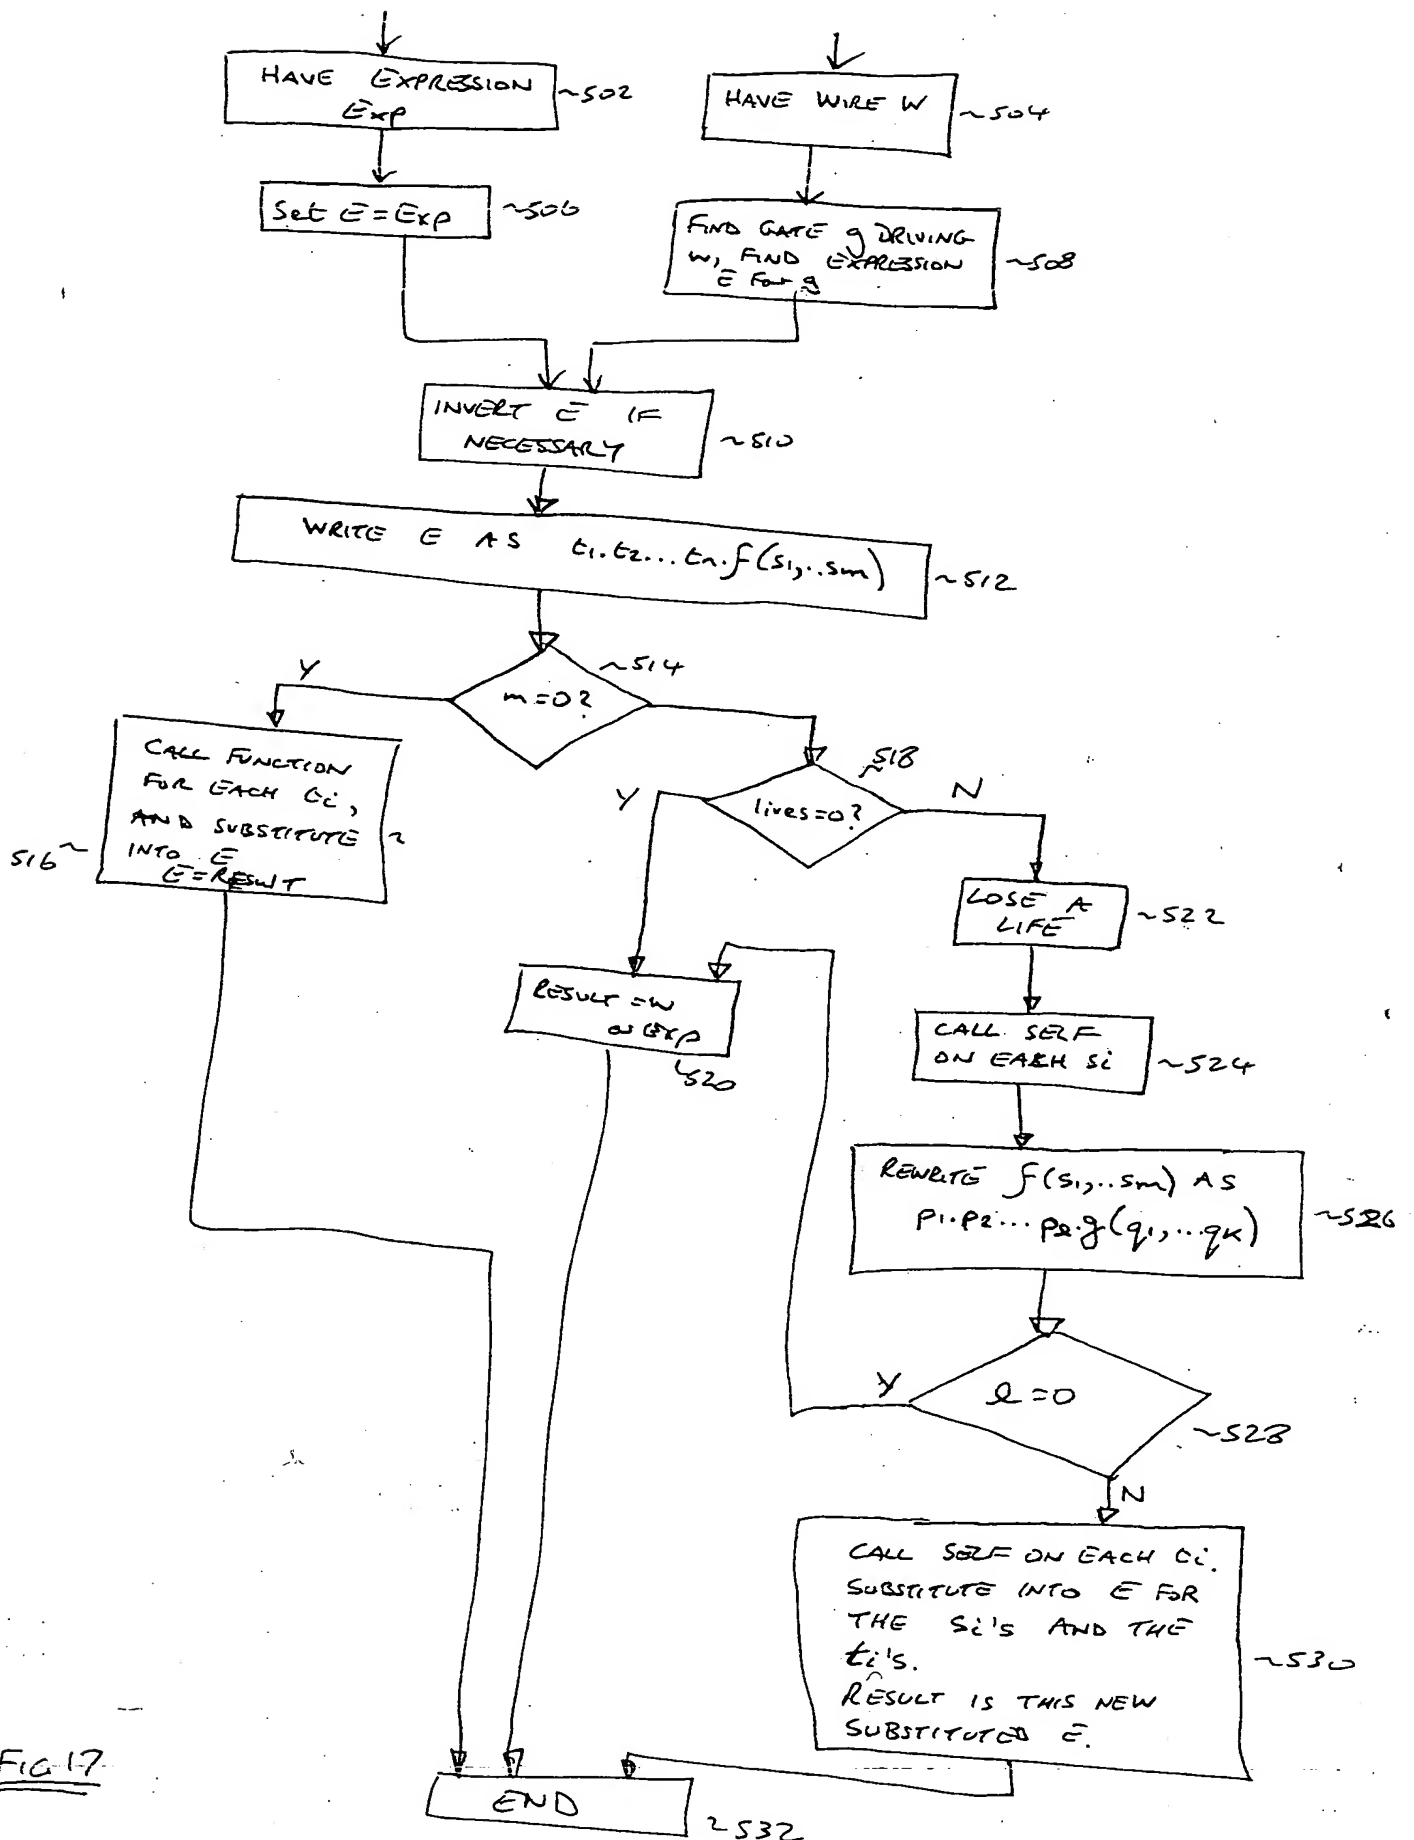 HAVE EXPRESSION
Exp
~502
HAVE WIRE W
~504
Set E = Exp
~506
FIND GATE g DRIVING
w, FIND EXPRESSION
E For g
~508
INVERT E IF
NECESSARY
~510
WRITE E AS t1.t2...tn.f(s1,..sm)
~512
m=0?
~514
Y
CALL FUNCTION
FOR EACH ti,
AND SUBSTITUTE
INTO E
E=RESULT
516~
lives=0?
~518
Y
N
RESULT = W
or Exp
~520
LOSE A
LIFE
~522
CALL SELF
ON EACH si
~524
REWRITE f(s1,..sm) AS
p1.p2...pl.g(q1,...qk)
~526
l=0
~528
Y
N
CALL SELF ON EACH ti.
SUBSTITUTE INTO E FOR
THE si's AND THE
ti's.
RESULT IS THIS NEW
SUBSTITUTED E.
~530
END
~532
FIG 17